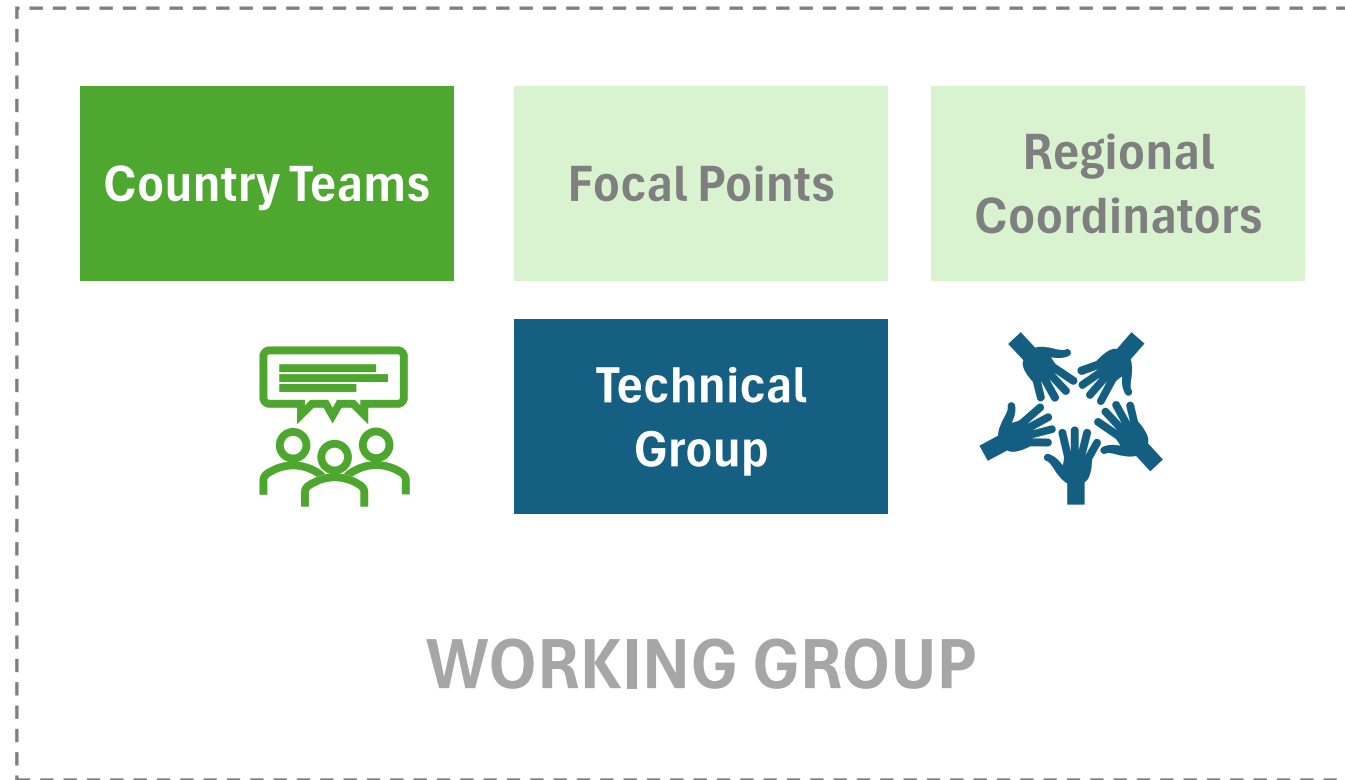 Country Teams
Focal Points
Regional
Coordinators
Technical
Group
WORKING GROUP